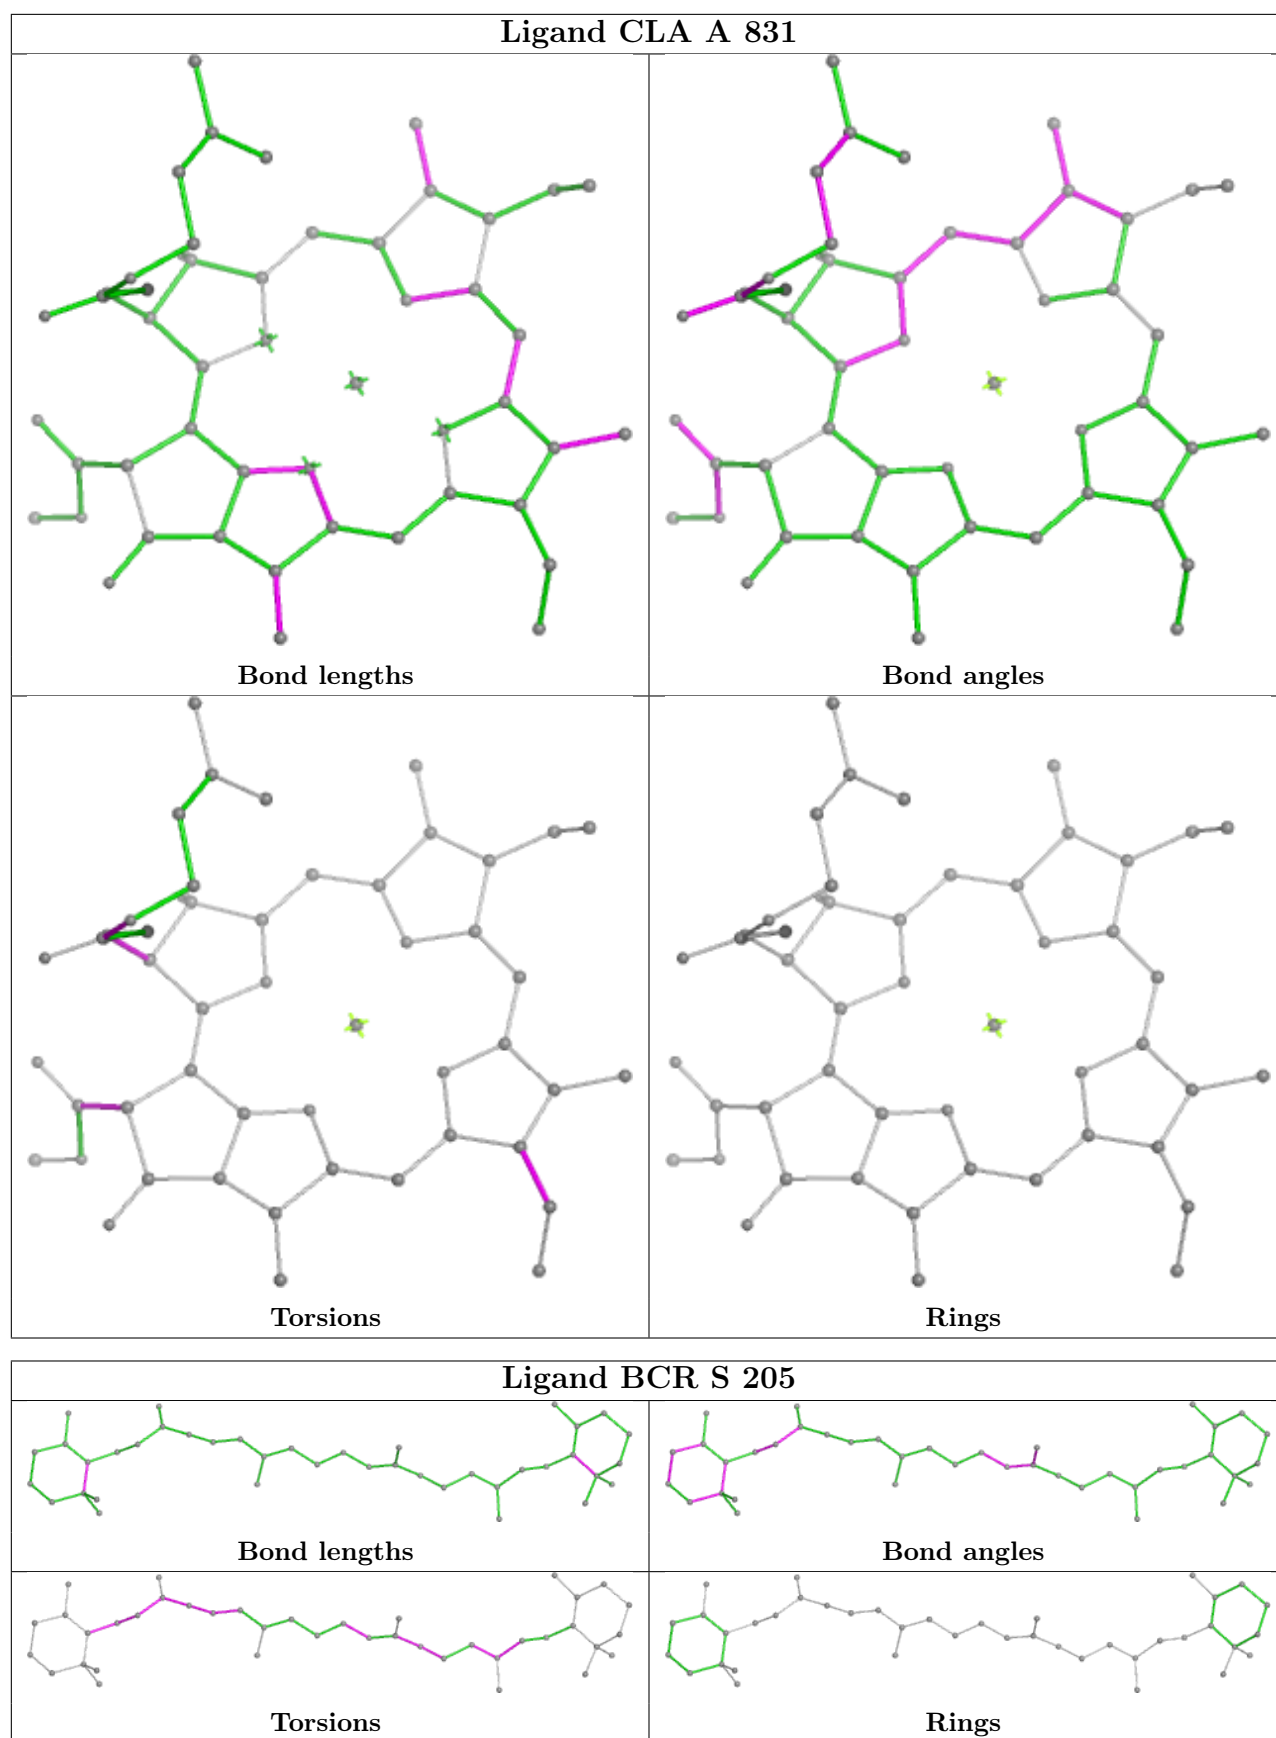 Ligand CLA A 831
Bond lengths
Bond angles
Torsions
Rings
Ligand BCR S 205
Bond lengths
Bond angles
Torsions
Rings